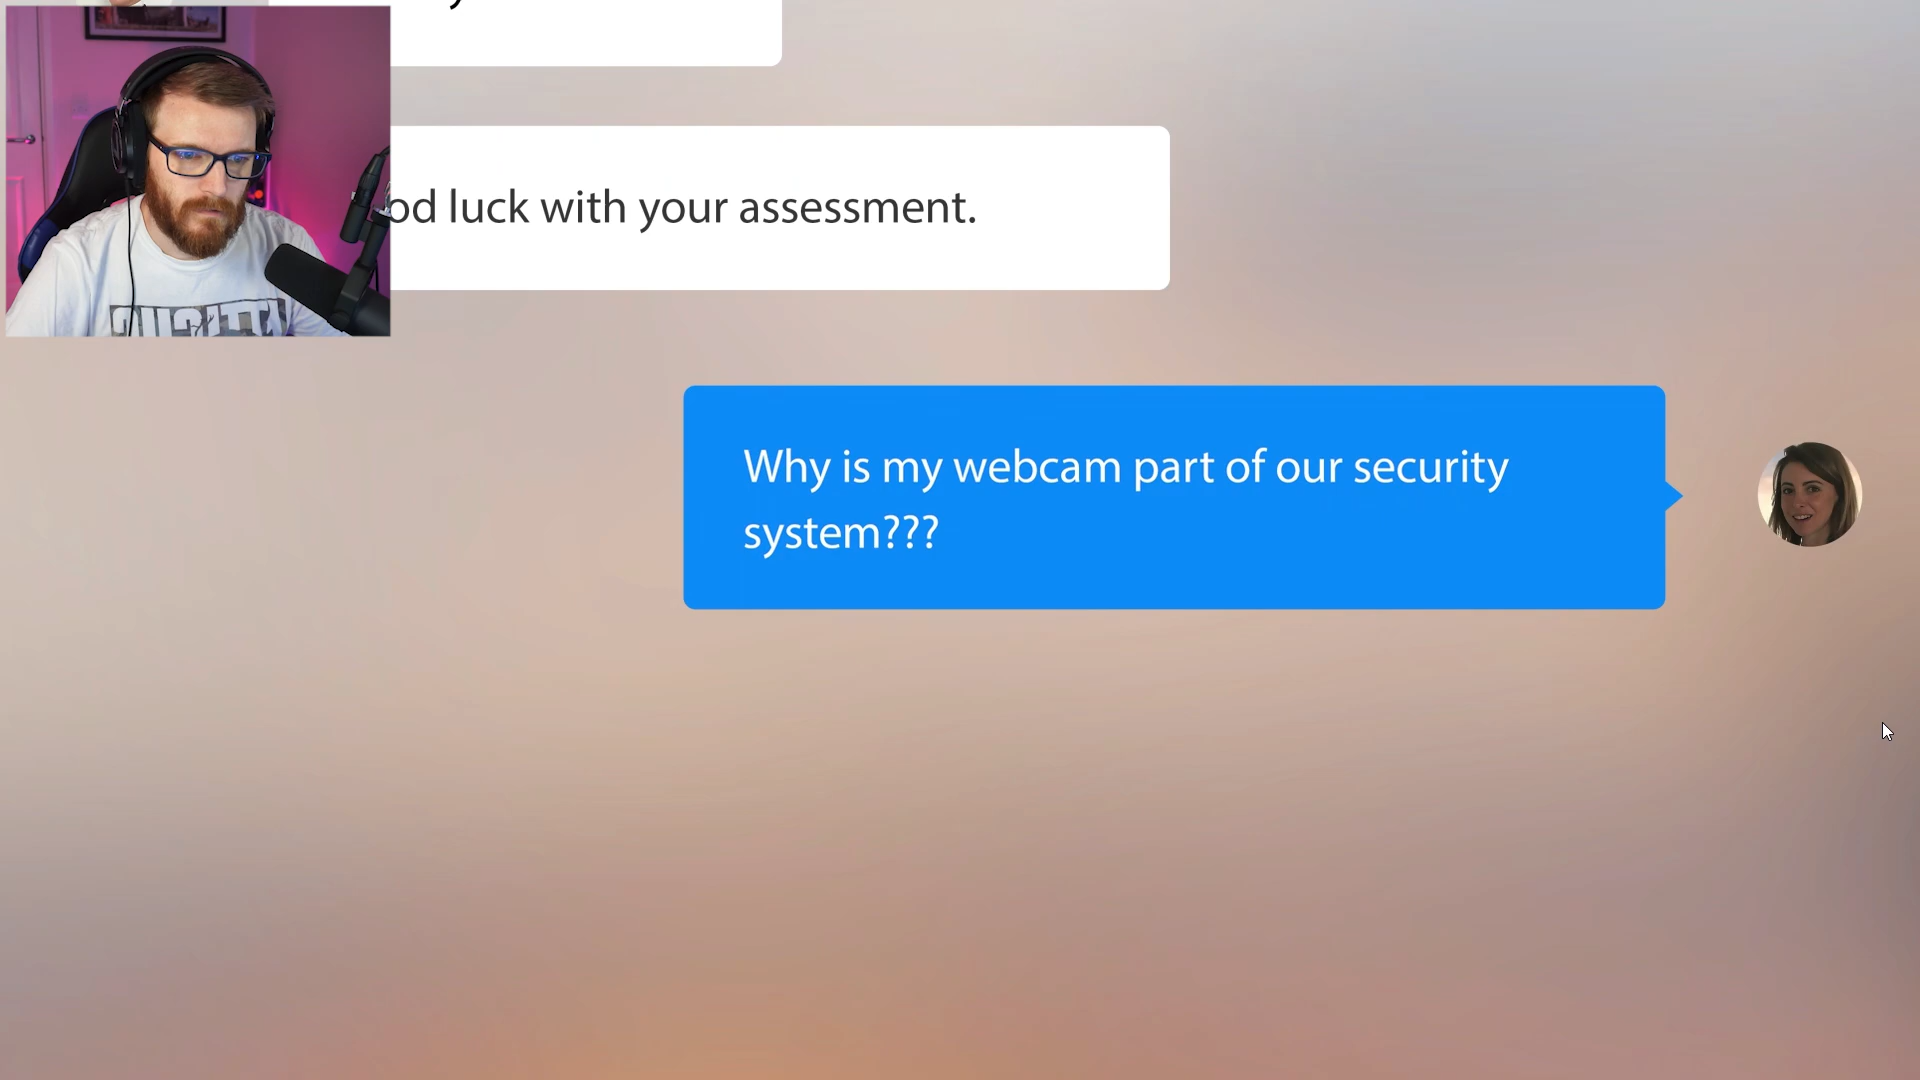 od luck with your assessment.
Why is my webcam part of our security
system???